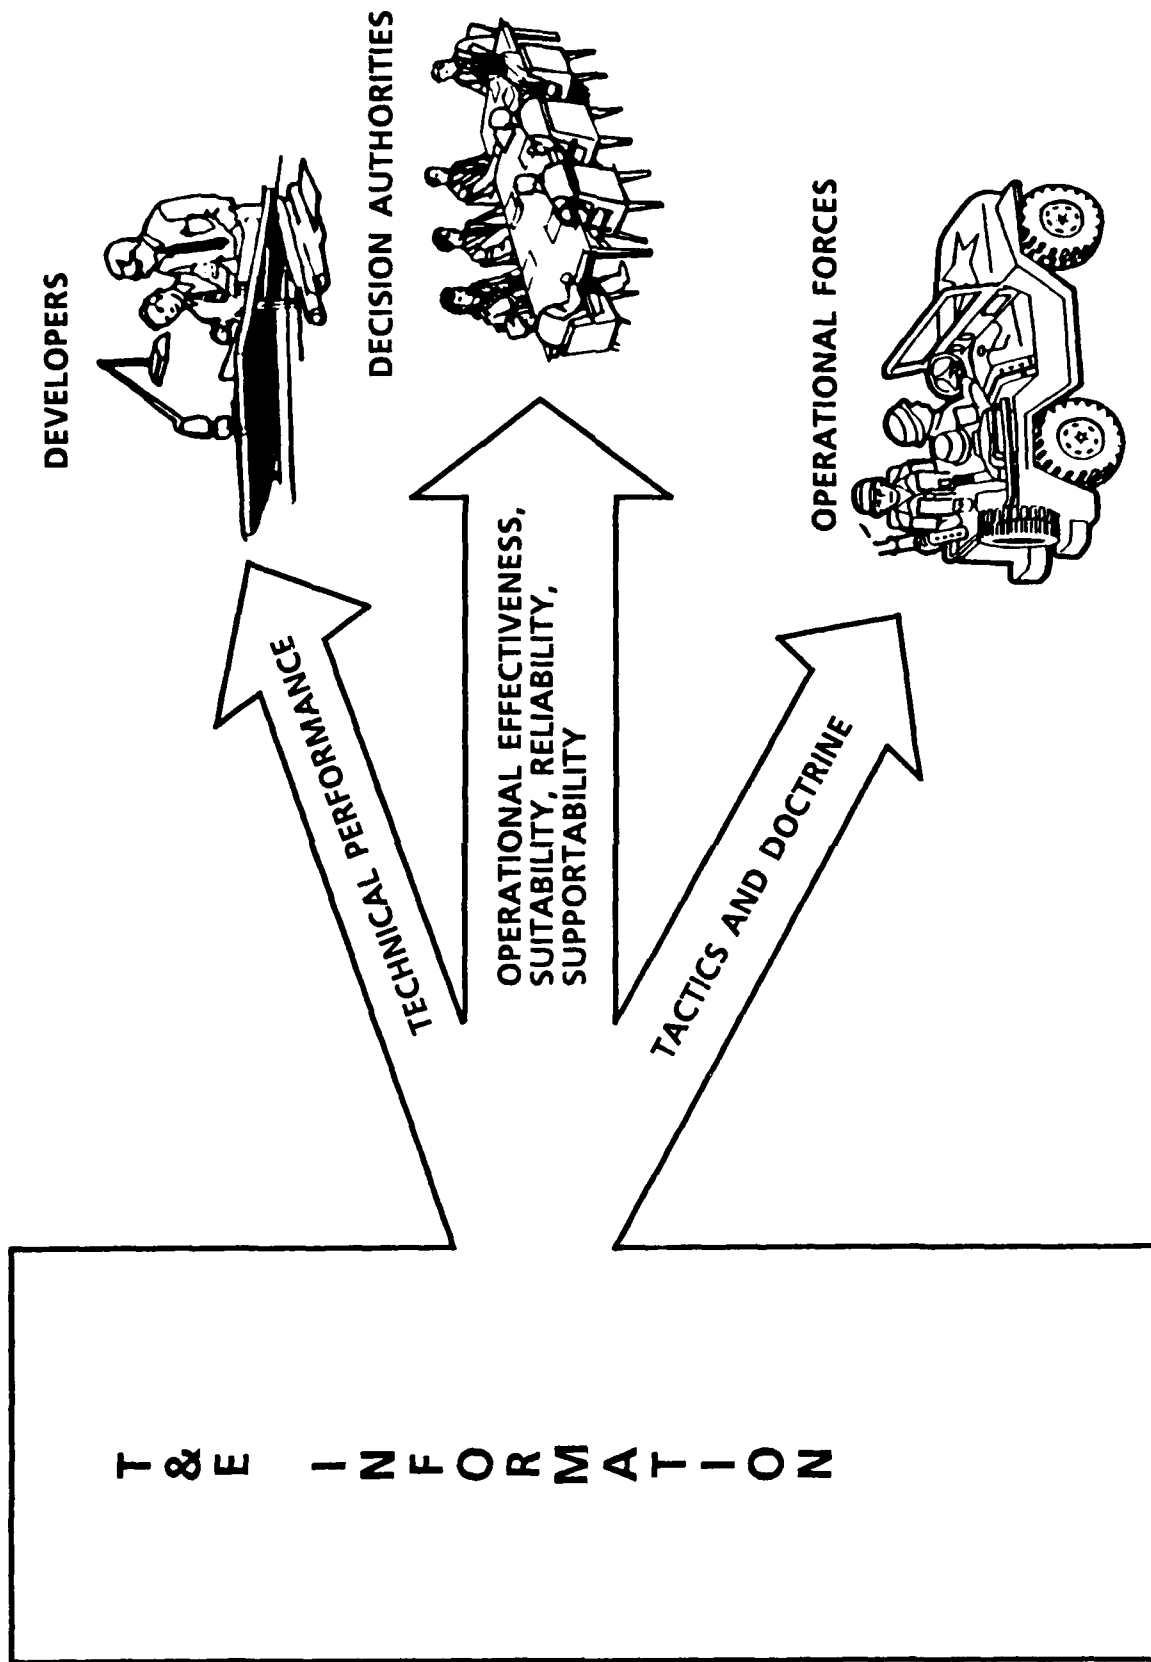 T&E INFORMATION
TECHNICAL PERFORMANCE
DEVELOPERS
OPERATIONAL EFFECTIVENESS,
SUITABILITY, RELIABILITY,
SUPPORTABILITY
DECISION AUTHORITIES
TACTICS AND DOCTRINE
OPERATIONAL FORCES